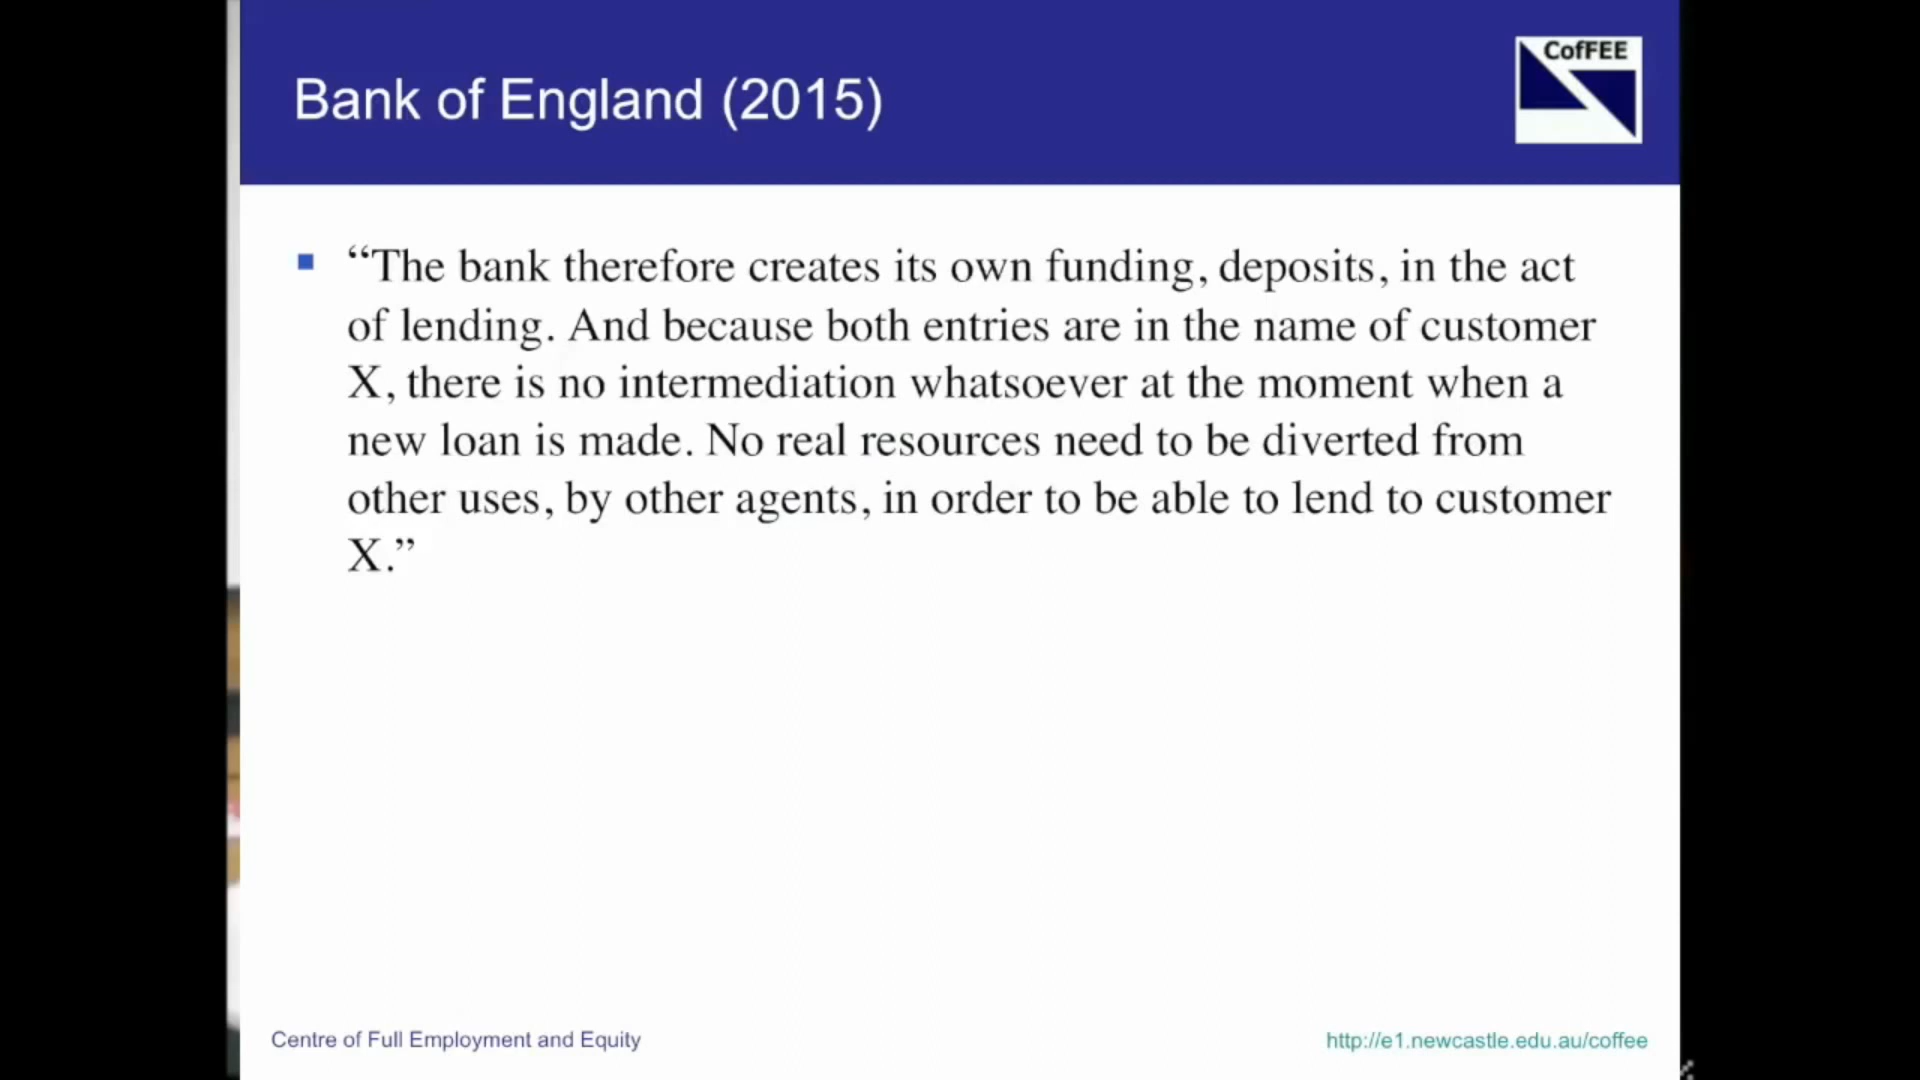 CofFEE
Bank of England (2015)
“The bank therefore creates its own funding, deposits, in the act
of lending. And because both entries are in the name of customer
X, there is no intermediation whatsoever at the moment when a
new loan is made. No real resources need to be diverted from
other uses, by other agents, in order to be able to lend to customer
X.”
Centre of Full Employment and Equity
http://e1.newcastle.edu.au/coffee